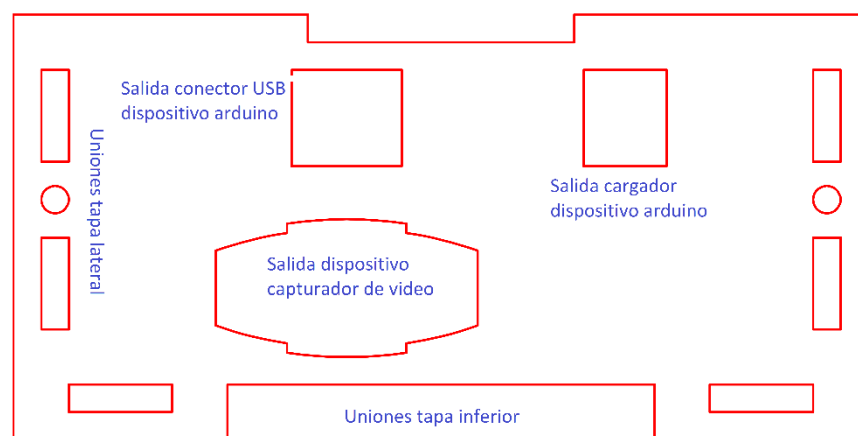 Salida conector USB
dispositivo arduino
Uniones tapa lateral
Salida cargador
dispositivo arduino
Salida dispositivo
capturador de video
Uniones tapa inferior